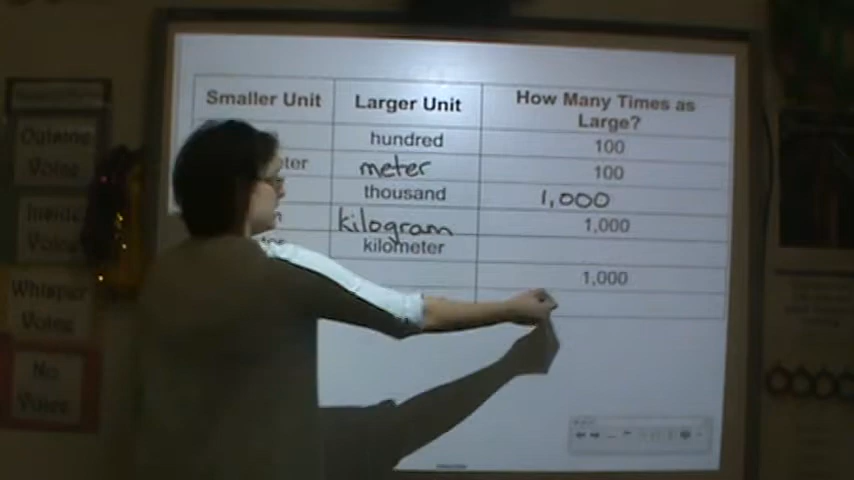 Smaller Unit Larger Unit How Many Times as
Large?
hundred 100
meter 100
thousand 1,000
kilogram 1,000
kilometer
1,000
Outside
Voice
Inside
Voice
Whisper
Voice
No
Voice